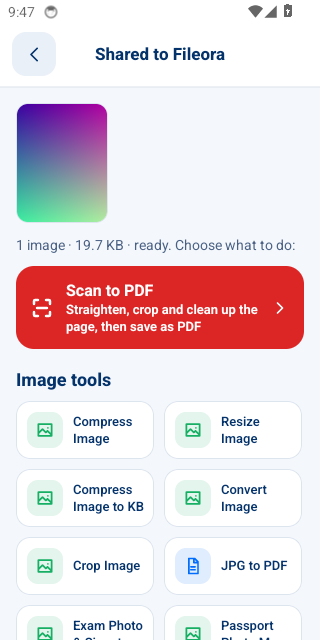 9:47
Shared to Fileora
1 image · 19.7 KB · ready. Choose what to do:
Scan to PDF
Straighten, crop and clean up the
page, then save as PDF
Image tools
Compress
Image
Resize
Image
Compress
Image to KB
Convert
Image
Crop Image
JPG to PDF
Exam Photo
Passport